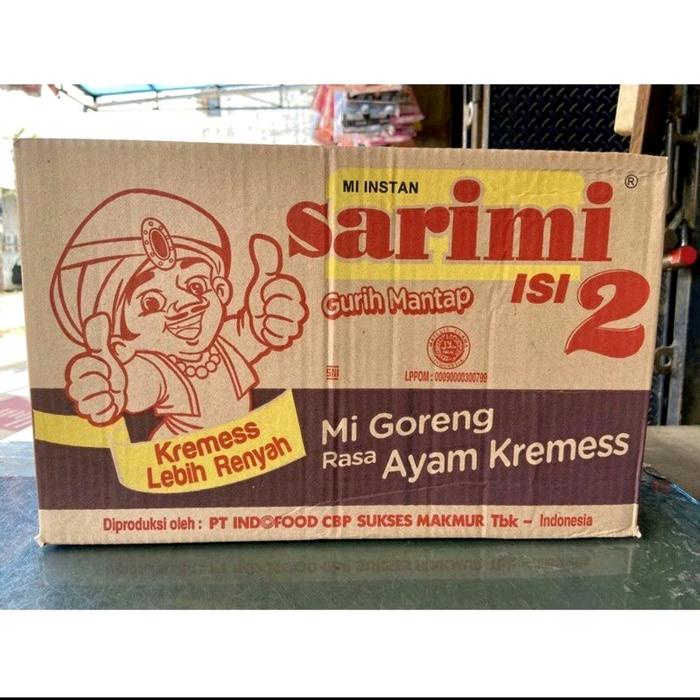 MI INSTAN
sarimi ®
ISI 2
Gurih Mantap
SNI
LPPOM : 00090000300799
Kremess
Lebih Renyah
Mi Goreng
Rasa Ayam Kremess
Diproduksi oleh : PT INDOFOOD CBP SUKSES MAKMUR Tbk - Indonesia